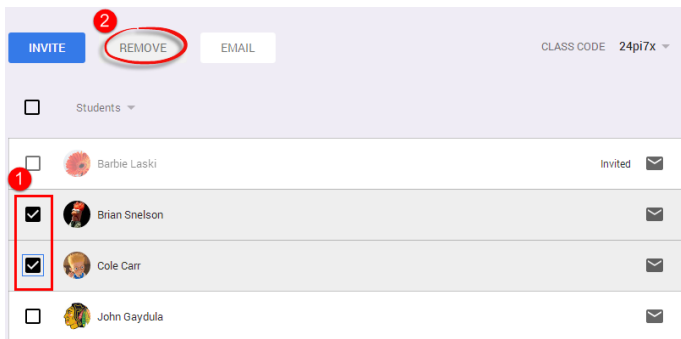 2
INVITE REMOVE EMAIL CLASS CODE 24pi7x
Students
Barbie Laski Invited
1
Brian Snelson
Cole Carr
John Gaydula